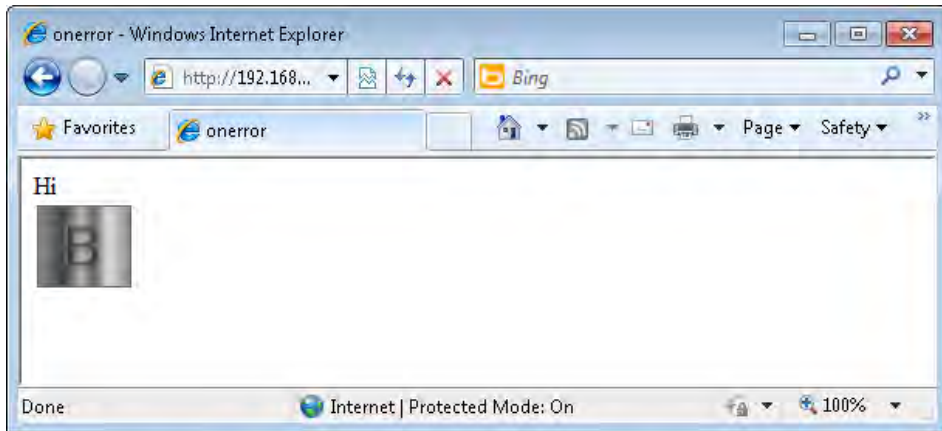 onerror - Windows Internet Explorer
http://192.168... Bing
Favorites onerror Page Safety »
Hi
B
Done Internet | Protected Mode: On 100%